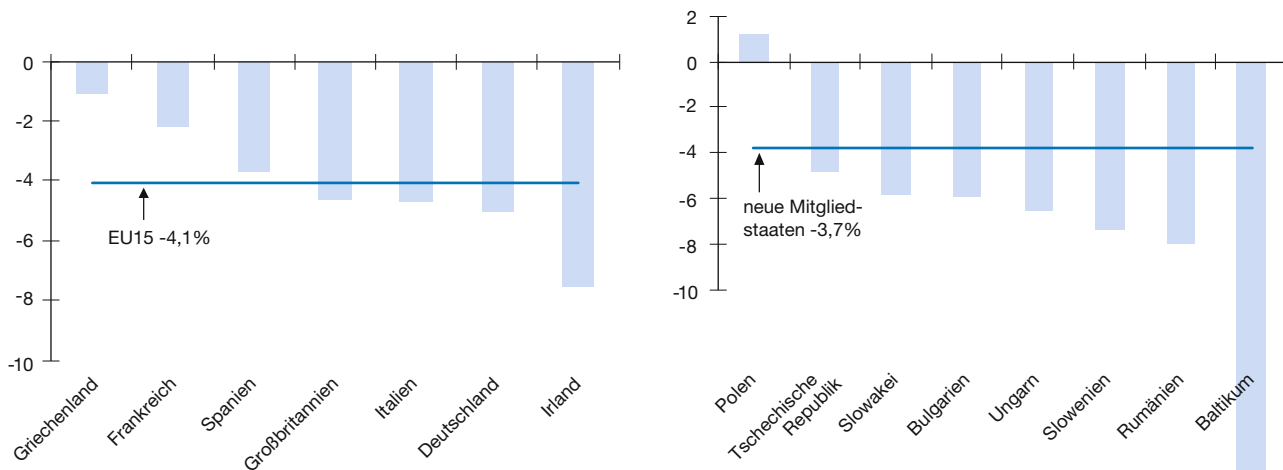 0
-2
-4
-6
-8
-10
EU15 -4,1%
Griechenland
Frankreich
Spanien
Großbritannien
Italien
Deutschland
Irland
2
0
-2
-4
-6
-8
-10
neue Mitglied-
staaten -3,7%
Polen
Tschechische
Republik
Slowakei
Bulgarien
Ungarn
Slowenien
Rumänien
Baltikum